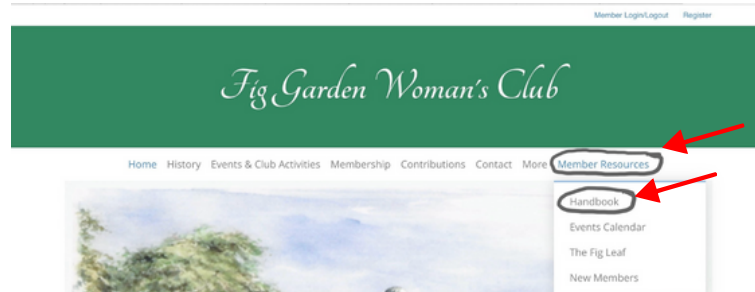 Member Login/Logout Register
Fig Garden Woman's Club
Home History Events & Club Activities Membership Contributions Contact More Member Resources
Handbook
Events Calendar
The Fig Leaf
New Members